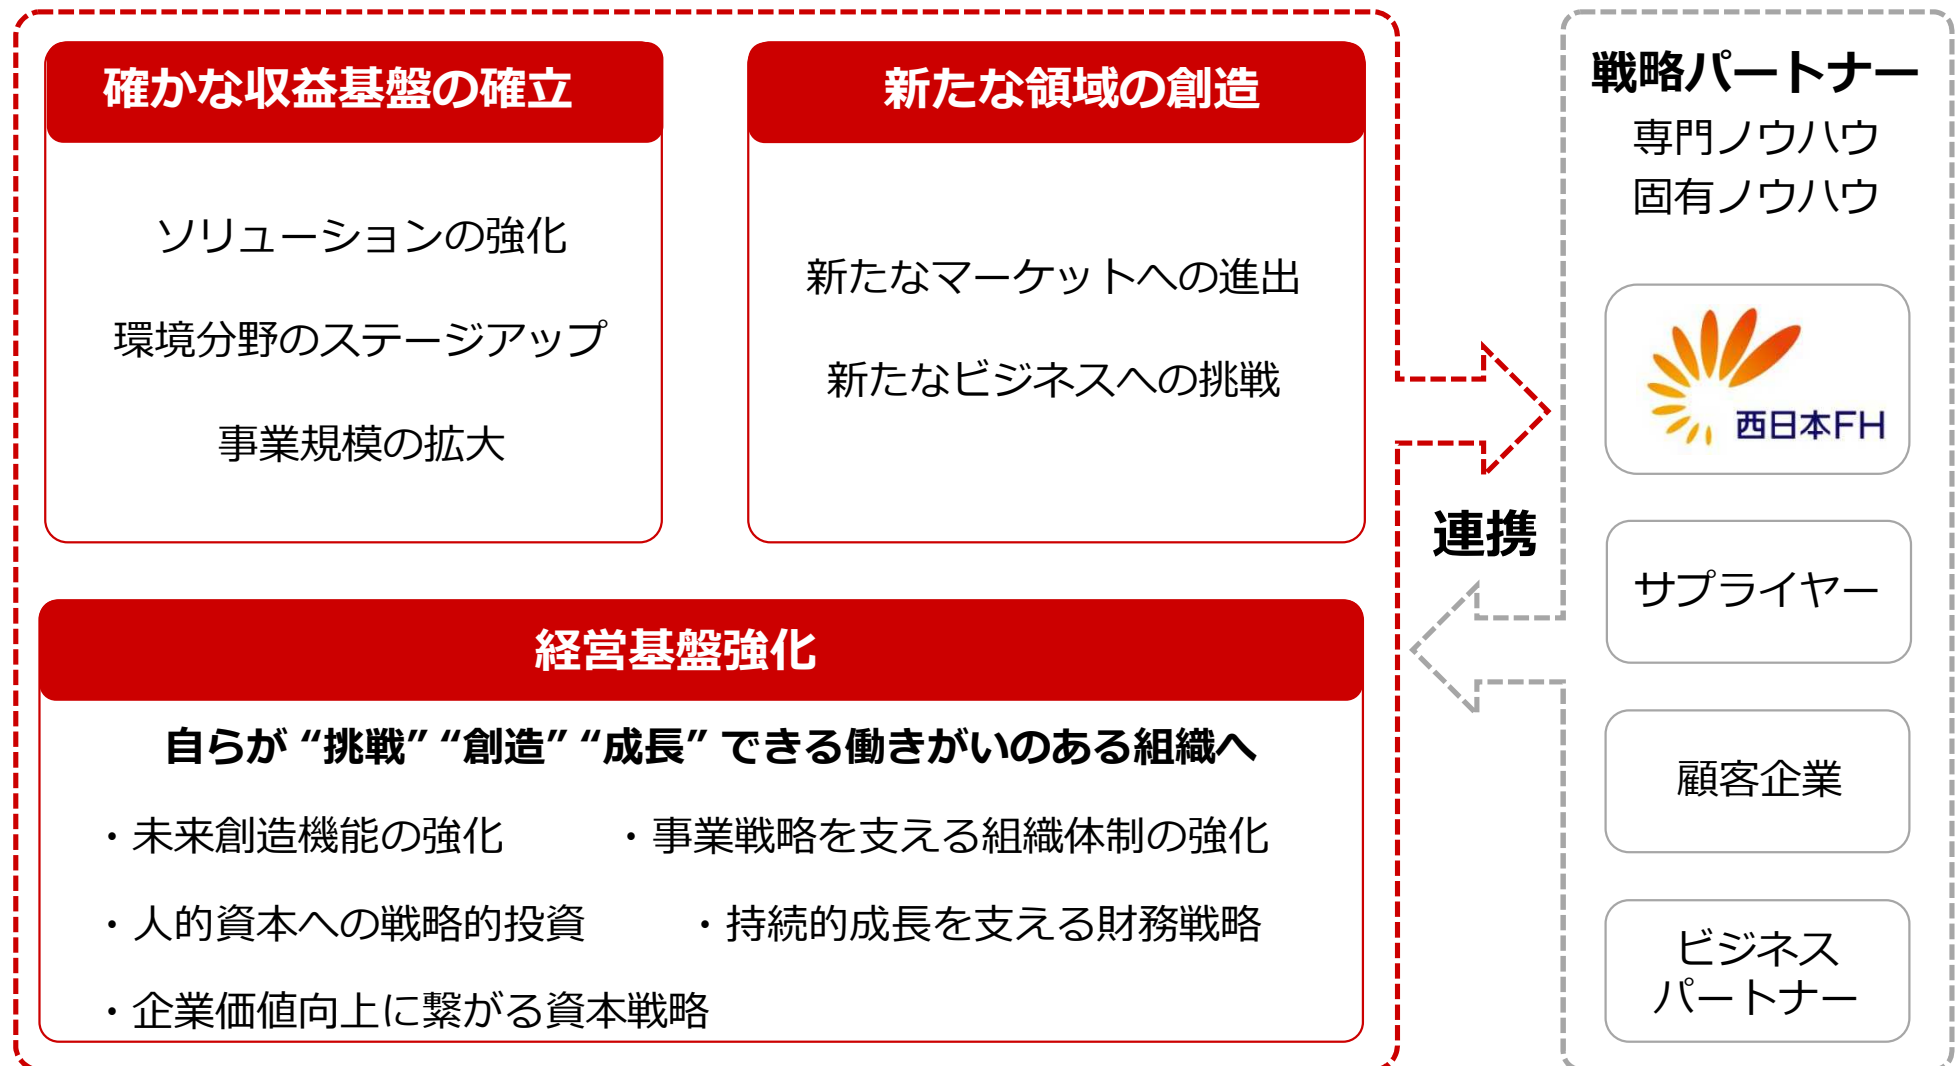 確かな収益基盤の確立
ソリューションの強化
環境分野のステージアップ
事業規模の拡大
新たな領域の創造
新たなマーケットへの進出
新たなビジネスへの挑戦
経営基盤強化
自らが “挑戦” “創造” “成長” できる働きがいのある組織へ
・未来創造機能の強化
・事業戦略を支える組織体制の強化
・人的資本への戦略的投資
・持続的成長を支える財務戦略
・企業価値向上に繋がる資本戦略
連携
戦略パートナー
専門ノウハウ
固有ノウハウ
西日本FH
サプライヤー
顧客企業
ビジネス
パートナー